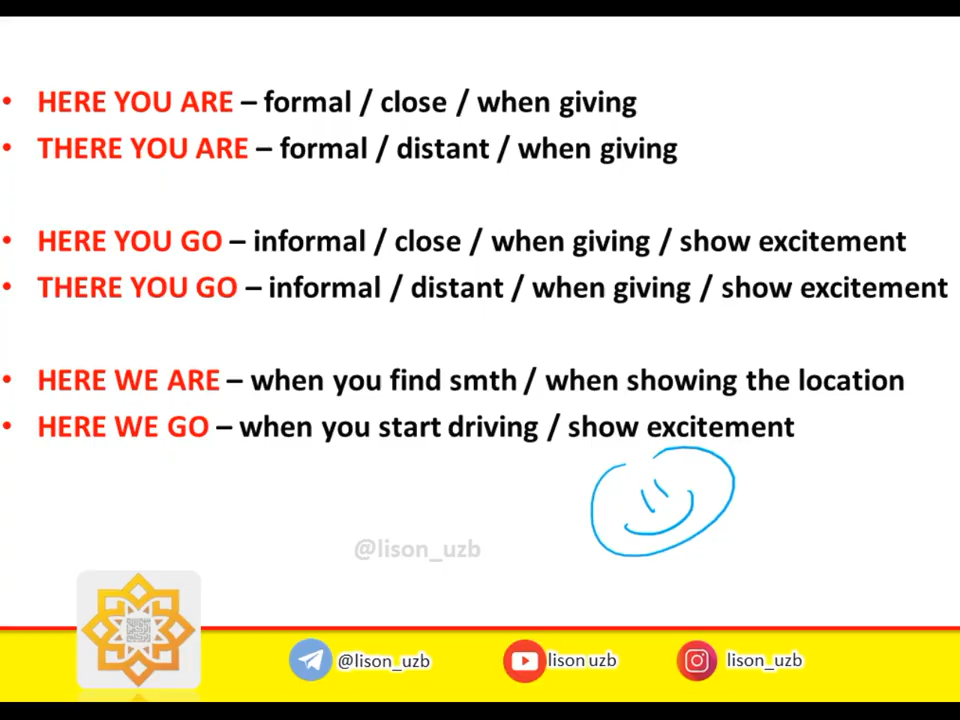 • HERE YOU ARE – formal / close / when giving
• THERE YOU ARE – formal / distant / when giving
• HERE YOU GO – informal / close / when giving / show excitement
• THERE YOU GO – informal / distant / when giving / show excitement
• HERE WE ARE – when you find smth / when showing the location
• HERE WE GO – when you start driving / show excitement
@lison_uzb
@lison_uzb lison uzb lison_uzb